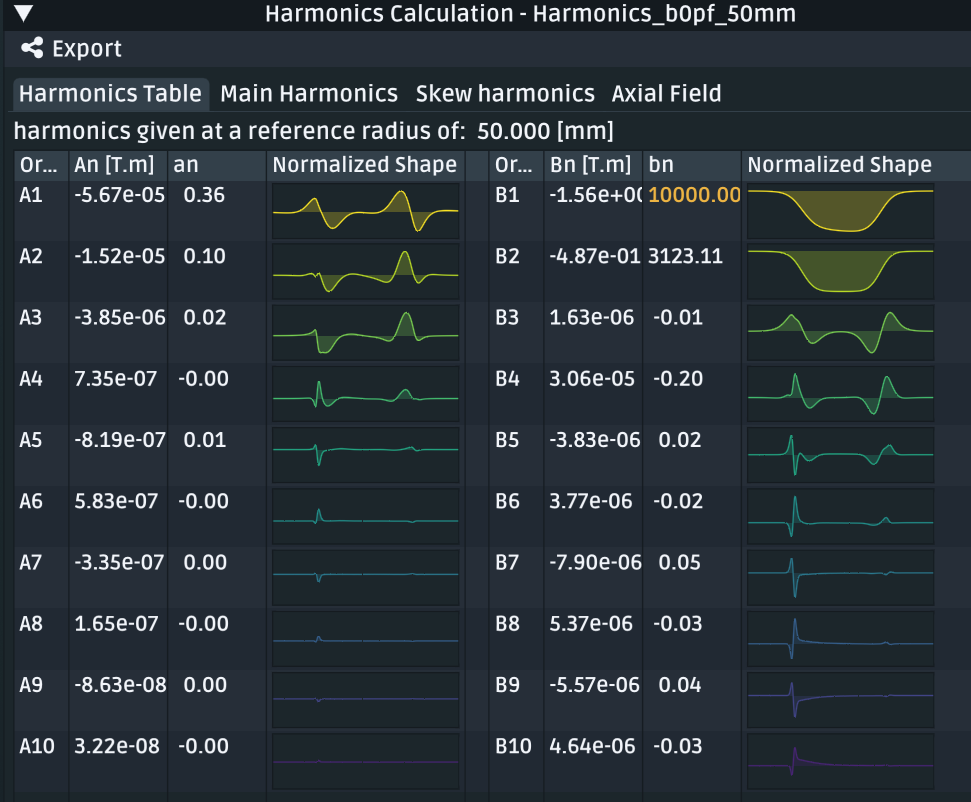 Harmonics Calculation - Harmonics_b0pf_50mm
Export
Harmonics Table Main Harmonics Skew harmonics Axial Field
harmonics given at a reference radius of: 50.000 [mm]
Or... An [T.m] an Normalized Shape Or... Bn [T.m] bn Normalized Shape
A1 -5.67e-05 0.36 B1 -1.56e+00 10000.00
A2 -1.52e-05 0.10 B2 -4.87e-01 3123.11
A3 -3.85e-06 0.02 B3 1.63e-06 -0.01
A4 7.35e-07 -0.00 B4 3.06e-05 -0.20
A5 -8.19e-07 0.01 B5 -3.83e-06 0.02
A6 5.83e-07 -0.00 B6 3.77e-06 -0.02
A7 -3.35e-07 0.00 B7 -7.90e-06 0.05
A8 1.65e-07 -0.00 B8 5.37e-06 -0.03
A9 -8.63e-08 0.00 B9 -5.57e-06 0.04
A10 3.22e-08 -0.00 B10 4.64e-06 -0.03